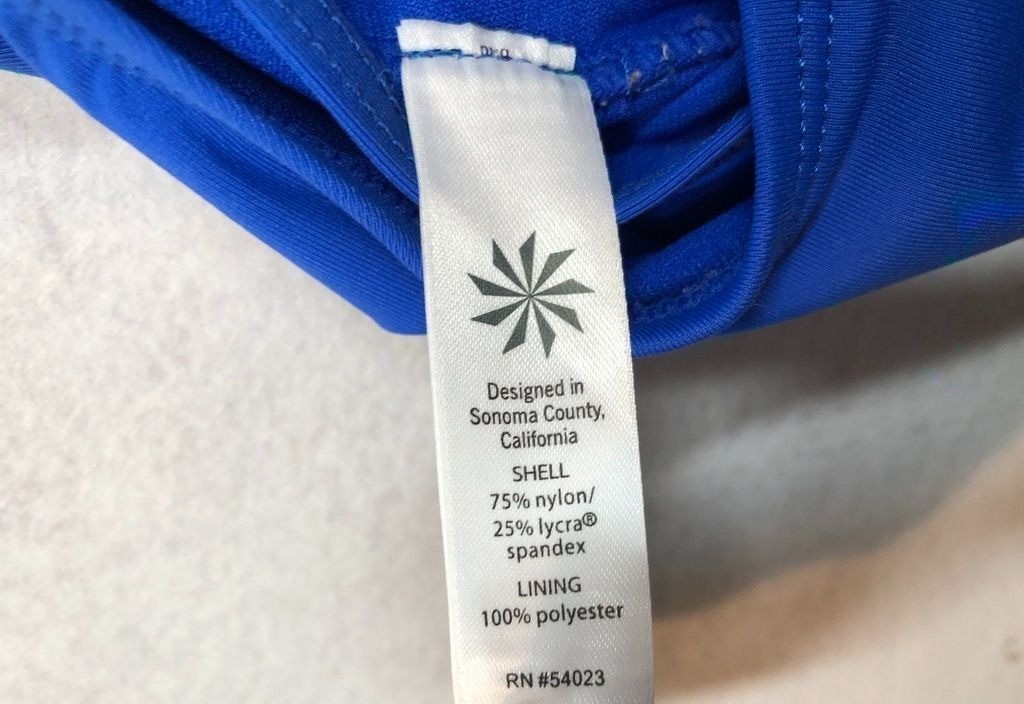 Designed in
Sonoma County,
California
SHELL
75% nylon/
25% lycra®
spandex
LINING
100% polyester
RN #54023